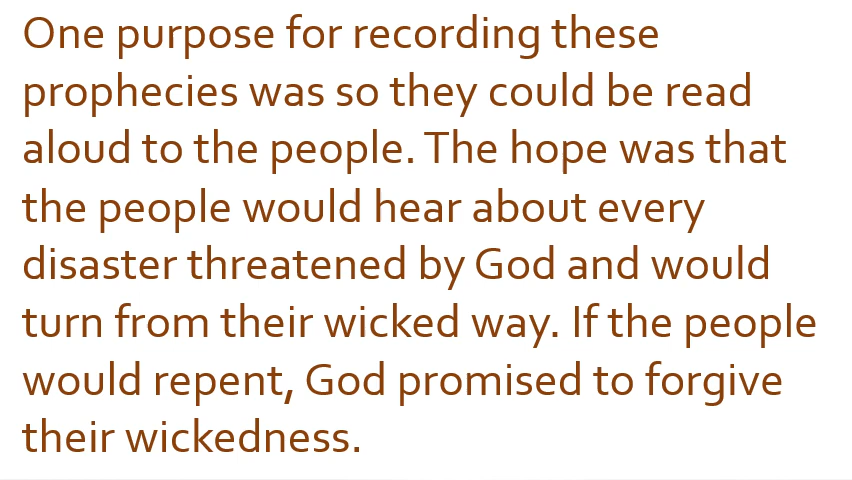 One purpose for recording these
prophecies was so they could be read
aloud to the people. The hope was that
the people would hear about every
disaster threatened by God and would
turn from their wicked way. If the people
would repent, God promised to forgive
their wickedness.